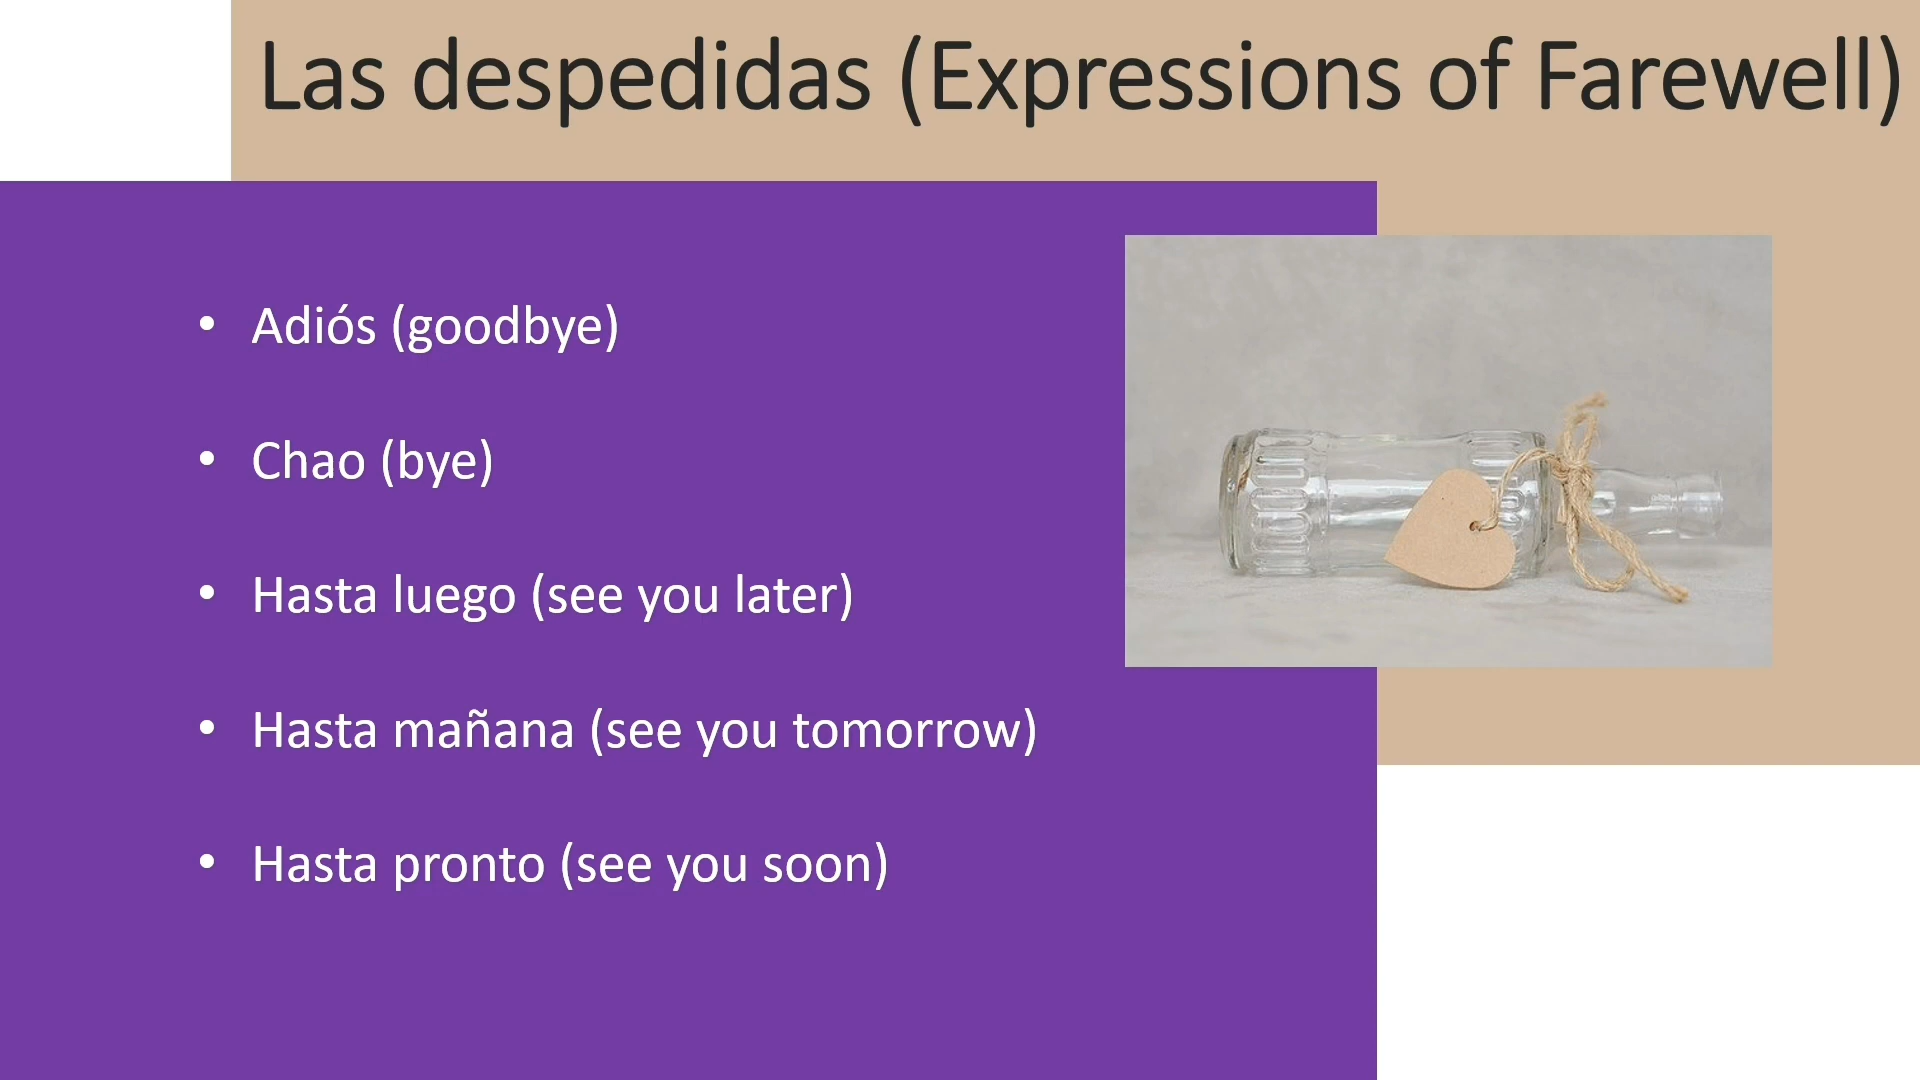 Las despedidas (Expressions of Farewell)
• Adiós (goodbye)
• Chao (bye)
• Hasta luego (see you later)
• Hasta mañana (see you tomorrow)
• Hasta pronto (see you soon)